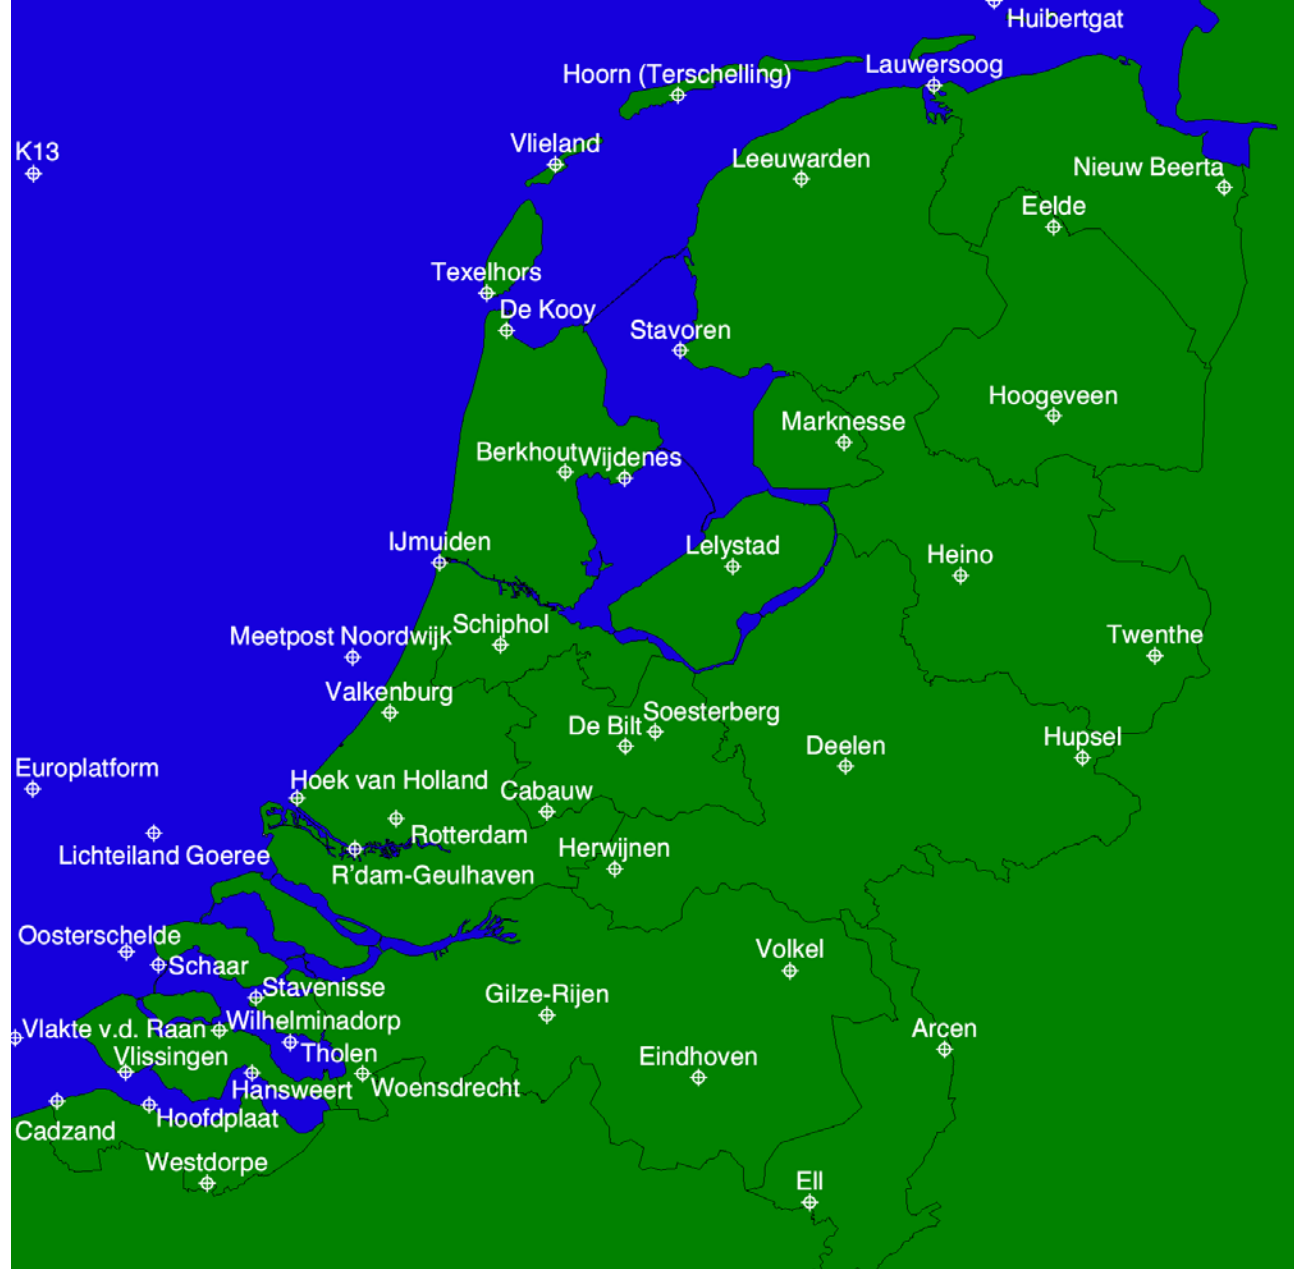 Huibertgat
Lauwersoog
Hoorn (Terschelling)
Vlieland
K13
Leeuwarden
Nieuw Beerta
Eelde
Texelhors
De Kooy
Stavoren
Hoogeveen
Marknesse
Berkhout
Wijdenes
IJmuiden
Lelystad
Heino
Schiphol
Meetpost Noordwijk
Twenthe
Valkenburg
Soesterberg
De Bilt
Hupsel
Deelen
Europlatform
Hoek van Holland
Cabauw
Rotterdam
Herwijnen
Lichteiland Goeree
R'dam-Geulhaven
Oosterschelde
Volkel
Schaar
Stavenisse
Gilze-Rijen
Wilhelminadorp
Vlakte v.d. Raan
Arcen
Tholen
Vlissingen
Eindhoven
Hansweert
Woensdrecht
Hoofdplaat
Cadzand
Westdorpe
Ell